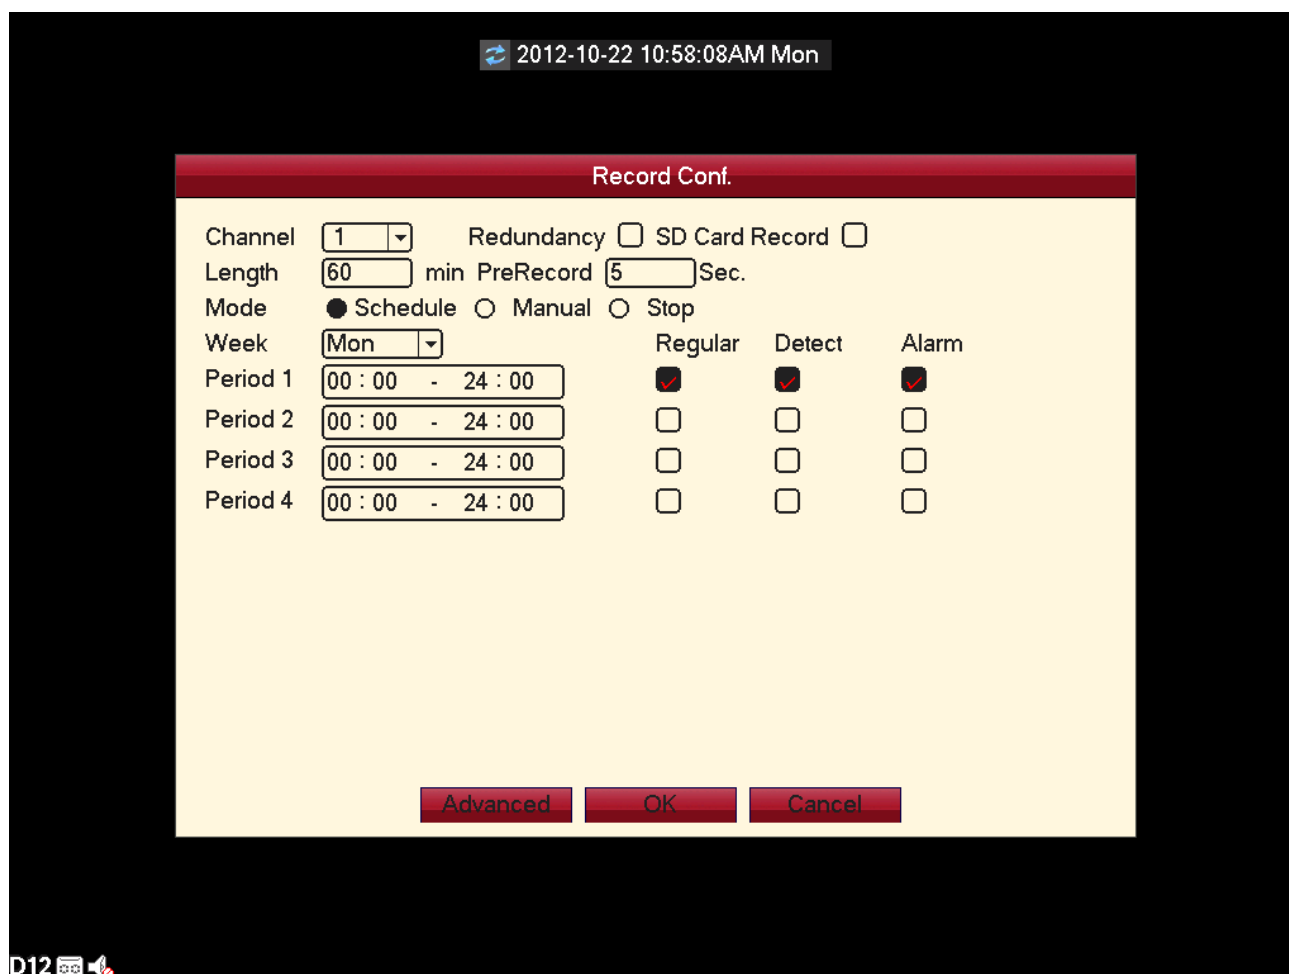 2012-10-22 10:58:08AM Mon
Record Conf.
Channel 1 Redundancy SD Card Record
Length 60 min PreRecord 5 Sec.
Mode Schedule Manual Stop
Week Mon Regular Detect Alarm
Period 1 00 : 00 - 24 : 00
Period 2 00 : 00 - 24 : 00
Period 3 00 : 00 - 24 : 00
Period 4 00 : 00 - 24 : 00
Advanced OK Cancel
D12